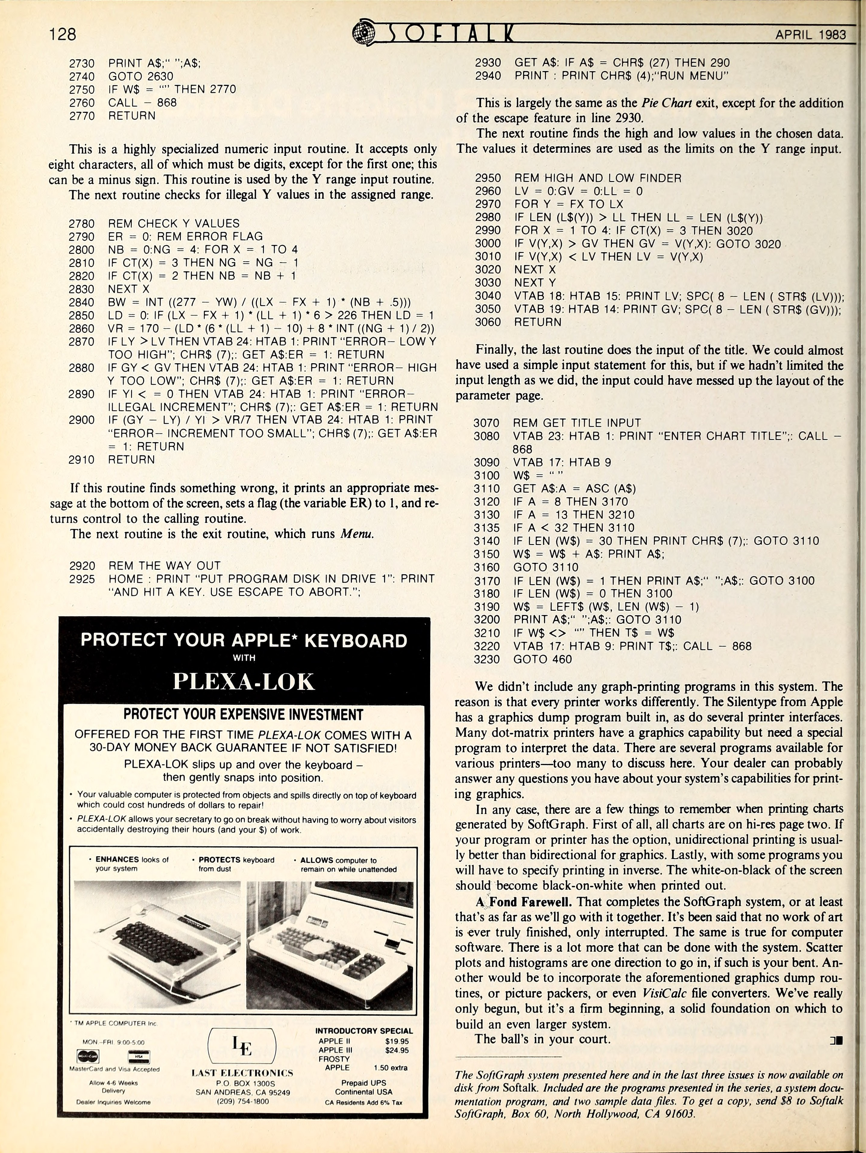 128
SOFTALK
APRIL 1983
2730 PRINT A$;" ";A$;
2740 GOTO 2630
2750 IF W$ = "" THEN 2770
2760 CALL – 868
2770 RETURN
This is a highly specialized numeric input routine. It accepts only
eight characters, all of which must be digits, except for the first one; this
can be a minus sign. This routine is used by the Y range input routine.
The next routine checks for illegal Y values in the assigned range.
2780 REM CHECK Y VALUES
2790 ER = 0: REM ERROR FLAG
2800 NB = 0:NG = 4: FOR X = 1 TO 4
2810 IF CT(X) = 3 THEN NG = NG – 1
2820 IF CT(X) = 2 THEN NB = NB + 1
2830 NEXT X
2840 BW = INT ((277 – YW) / ((LX – FX + 1) * (NB + .5)))
2850 LD = 0: IF (LX – FX + 1) * (LL + 1) * 6 > 226 THEN LD = 1
2860 VR = 170 – (LD * (6 * (LL + 1) – 10) + 8 * INT ((NG + 1) / 2))
2870 IF LY > LV THEN VTAB 24: HTAB 1: PRINT "ERROR– LOW Y
TOO HIGH"; CHR$ (7);: GET A$:ER = 1: RETURN
2880 IF GY < GV THEN VTAB 24: HTAB 1: PRINT "ERROR– HIGH
Y TOO LOW"; CHR$ (7);: GET A$:ER = 1: RETURN
2890 IF YI < = 0 THEN VTAB 24: HTAB 1: PRINT "ERROR–
ILLEGAL INCREMENT"; CHR$ (7);: GET A$:ER = 1: RETURN
2900 IF (GY – LY) / YI > VR/7 THEN VTAB 24: HTAB 1: PRINT
"ERROR– INCREMENT TOO SMALL"; CHR$ (7);: GET A$:ER
= 1: RETURN
2910 RETURN
If this routine finds something wrong, it prints an appropriate mes-
sage at the bottom of the screen, sets a flag (the variable ER) to 1, and re-
turns control to the calling routine.
The next routine is the exit routine, which runs Menu.
2920 REM THE WAY OUT
2925 HOME : PRINT "PUT PROGRAM DISK IN DRIVE 1": PRINT
"AND HIT A KEY. USE ESCAPE TO ABORT.";
PROTECT YOUR APPLE* KEYBOARD
WITH
PLEXA-LOK
PROTECT YOUR EXPENSIVE INVESTMENT
OFFERED FOR THE FIRST TIME PLEXA-LOK COMES WITH A
30-DAY MONEY BACK GUARANTEE IF NOT SATISFIED!
PLEXA-LOK slips up and over the keyboard –
then gently snaps into position.
• Your valuable computer is protected from objects and spills directly on top of keyboard
which could cost hundreds of dollars to repair!
• PLEXA-LOK allows your secretary to go on break without having to worry about visitors
accidentally destroying their hours (and your $) of work.
• ENHANCES looks of
your system
• PROTECTS keyboard
from dust
• ALLOWS computer to
remain on while unattended
* TM APPLE COMPUTER Inc.
MON.-FRI. 9:00-5:00
MasterCard and Visa Accepted
Allow 4-6 Weeks
Delivery
Dealer Inquiries Welcome
LE
LAST ELECTRONICS
P.O. BOX 1300S
SAN ANDREAS, CA 95249
(209) 754-1800
INTRODUCTORY SPECIAL
APPLE II $19.95
APPLE III $24.95
FROSTY
APPLE 1.50 extra
Prepaid UPS
Continental USA
CA Residents Add 6% Tax
2930 GET A$: IF A$ = CHR$ (27) THEN 290
2940 PRINT : PRINT CHR$ (4);"RUN MENU"
This is largely the same as the Pie Chart exit, except for the addition
of the escape feature in line 2930.
The next routine finds the high and low values in the chosen data.
The values it determines are used as the limits on the Y range input.
2950 REM HIGH AND LOW FINDER
2960 LV = 0:GV = 0:LL = 0
2970 FOR Y = FX TO LX
2980 IF LEN (L$(Y)) > LL THEN LL = LEN (L$(Y))
2990 FOR X = 1 TO 4: IF CT(X) = 3 THEN 3020
3000 IF V(Y,X) > GV THEN GV = V(Y,X): GOTO 3020
3010 IF V(Y,X) < LV THEN LV = V(Y,X)
3020 NEXT X
3030 NEXT Y
3040 VTAB 18: HTAB 15: PRINT LV; SPC( 8 – LEN ( STR$ (LV)));
3050 VTAB 19: HTAB 14: PRINT GV; SPC( 8 – LEN ( STR$ (GV)));
3060 RETURN
Finally, the last routine does the input of the title. We could almost
have used a simple input statement for this, but if we hadn't limited the
input length as we did, the input could have messed up the layout of the
parameter page.
3070 REM GET TITLE INPUT
3080 VTAB 23: HTAB 1: PRINT "ENTER CHART TITLE";: CALL –
868
3090 VTAB 17: HTAB 9
3100 W$ = " "
3110 GET A$:A = ASC (A$)
3120 IF A = 8 THEN 3170
3130 IF A = 13 THEN 3210
3135 IF A < 32 THEN 3110
3140 IF LEN (W$) = 30 THEN PRINT CHR$ (7);: GOTO 3110
3150 W$ = W$ + A$: PRINT A$;
3160 GOTO 3110
3170 IF LEN (W$) = 1 THEN PRINT A$;" ";A$;: GOTO 3100
3180 IF LEN (W$) = 0 THEN 3100
3190 W$ = LEFT$ (W$, LEN (W$) – 1)
3200 PRINT A$;" ";A$;: GOTO 3110
3210 IF W$ <> "" THEN T$ = W$
3220 VTAB 17: HTAB 9: PRINT T$;: CALL – 868
3230 GOTO 460
We didn't include any graph-printing programs in this system. The
reason is that every printer works differently. The Silentype from Apple
has a graphics dump program built in, as do several printer interfaces.
Many dot-matrix printers have a graphics capability but need a special
program to interpret the data. There are several programs available for
various printers—too many to discuss here. Your dealer can probably
answer any questions you have about your system's capabilities for print-
ing graphics.
In any case, there are a few things to remember when printing charts
generated by SoftGraph. First of all, all charts are on hi-res page two. If
your program or printer has the option, unidirectional printing is usual-
ly better than bidirectional for graphics. Lastly, with some programs you
will have to specify printing in inverse. The white-on-black of the screen
should become black-on-white when printed out.
A Fond Farewell. That completes the SoftGraph system, or at least
that's as far as we'll go with it together. It's been said that no work of art
is ever truly finished, only interrupted. The same is true for computer
software. There is a lot more that can be done with the system. Scatter
plots and histograms are one direction to go in, if such is your bent. An-
other would be to incorporate the aforementioned graphics dump rou-
tines, or picture packers, or even VisiCalc file converters. We've really
only begun, but it's a firm beginning, a solid foundation on which to
build an even larger system.
The ball's in your court.
The SoftGraph system presented here and in the last three issues is now available on
disk from Softalk. Included are the programs presented in the series, a system docu-
mentation program, and two sample data files. To get a copy, send $8 to Softalk
SoftGraph, Box 60, North Hollywood, CA 91603.